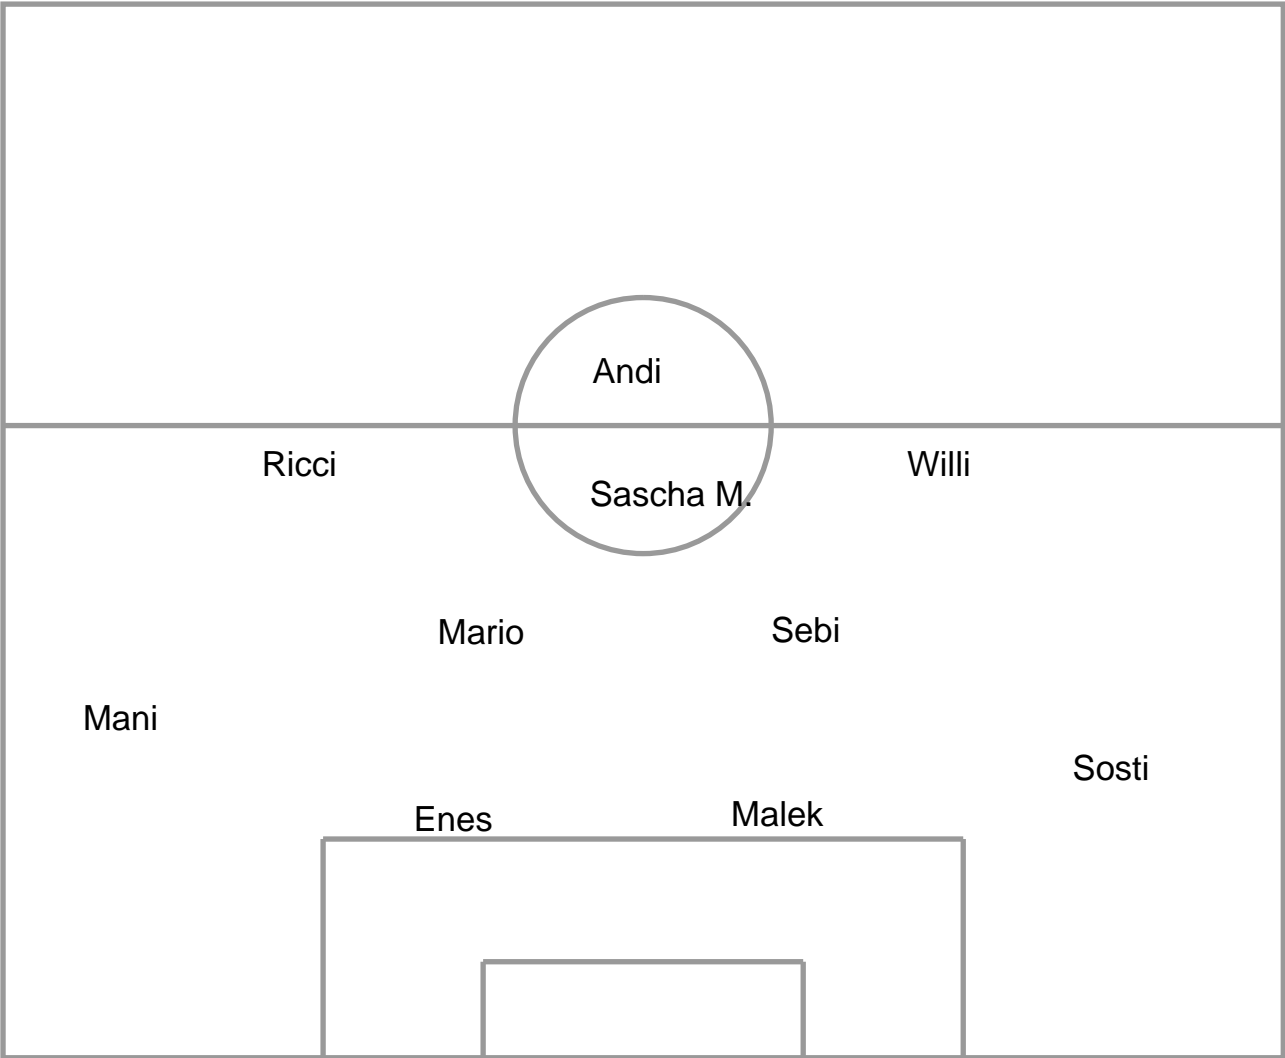 Andi
Ricci
Willi
Sascha M.
Mario
Sebi
Mani
Sosti
Enes
Malek